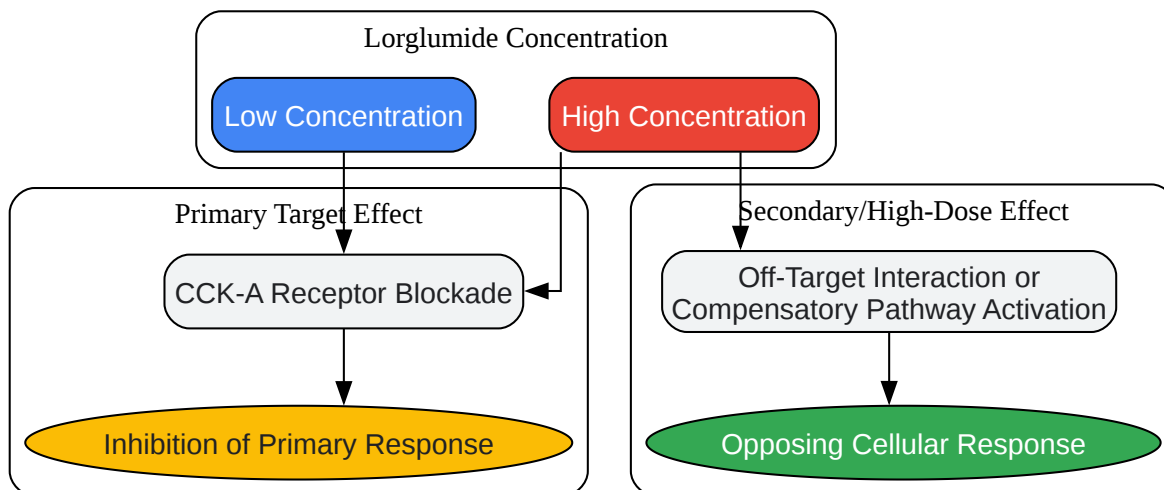 Lorglumide Concentration
Low Concentration
High Concentration
Primary Target Effect
Secondary/High-Dose Effect
CCK-A Receptor Blockade
Off-Target Interaction or
Compensatory Pathway Activation
Inhibition of Primary Response
Opposing Cellular Response